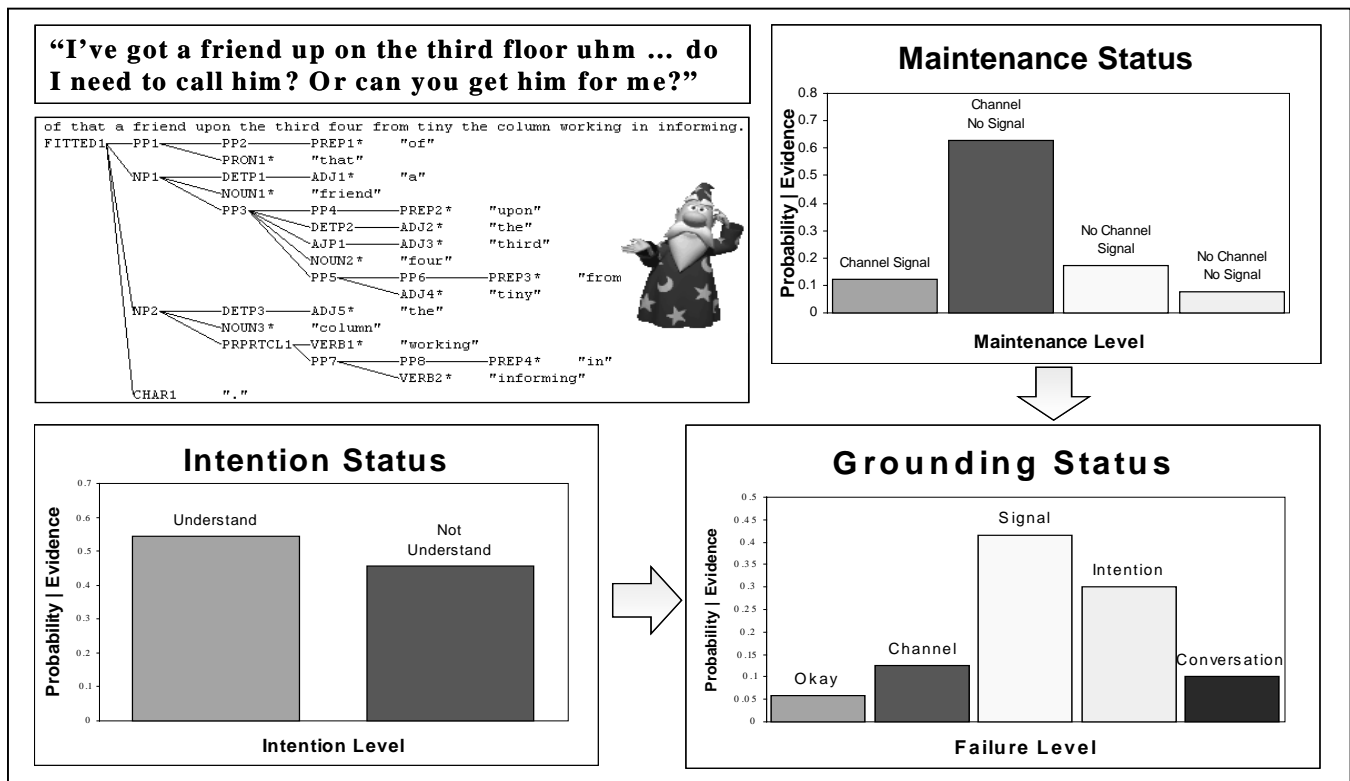 “I’ve got a friend up on the third floor uhm ... do
I need to call him? Or can you get him for me?”
of that a friend upon the third four from tiny the column working in informing.
FITTED1 PP1 PP2 PREP1* "of"
PRON1* "that"
NP1 DETP1 ADJ1* "a"
NOUN1* "friend"
PP3 PP4 PREP2* "upon"
DETP2 ADJ2* "the"
AJP1 ADJ3* "third"
NOUN2* "four"
PP5 PP6 PREP3* "from
ADJ4* "tiny"
NP2 DETP3 ADJ5* "the"
NOUN3* "column"
PRPRTCL1 VERB1* "working"
PP7 PP8 PREP4* "in"
VERB2* "informing"
CHAR1 "."
Maintenance Status
Probability | Evidence
0.8
0.7
0.6
0.5
0.4
0.3
0.2
0.1
0
Channel Signal
Channel
No Signal
No Channel
Signal
No Channel
No Signal
Maintenance Level
Intention Status
Probability | Evidence
0.7
0.6
0.5
0.4
0.3
0.2
0.1
0
Understand
Not
Understand
Intention Level
Grounding Status
Probability | Evidence
0.5
0.45
0.4
0.35
0.3
0.25
0.2
0.15
0.1
0.05
0
Okay
Channel
Signal
Intention
Conversation
Failure Level